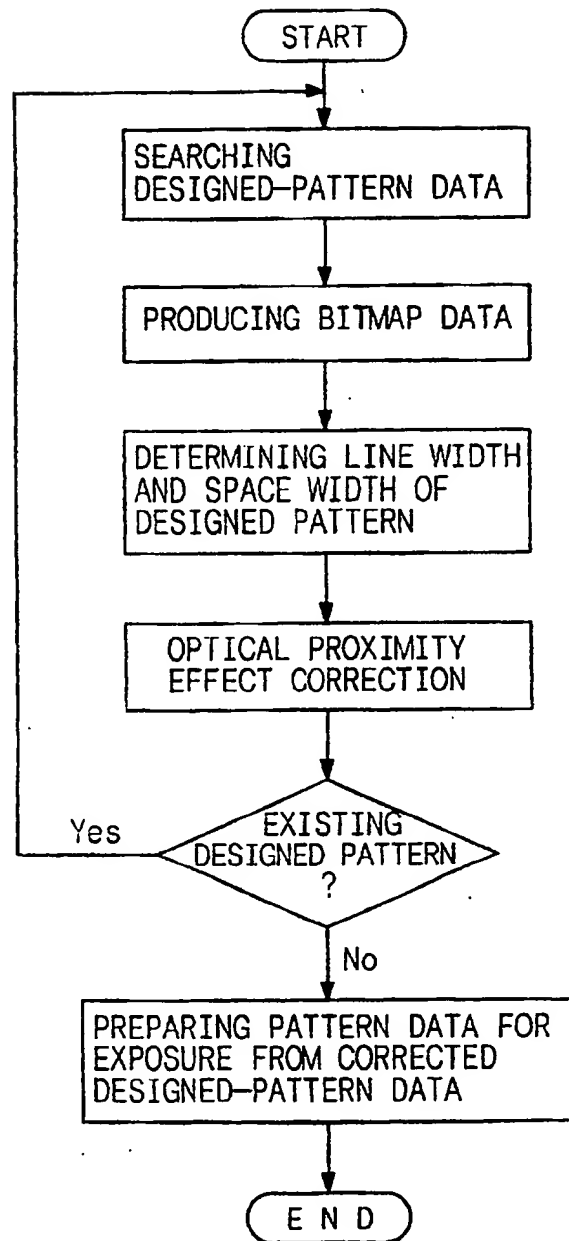 START
SEARCHING
DESIGNED-PATTERN DATA
PRODUCING BITMAP DATA
DETERMINING LINE WIDTH
AND SPACE WIDTH OF
DESIGNED PATTERN
OPTICAL PROXIMITY
EFFECT CORRECTION
EXISTING
DESIGNED PATTERN
?
Yes
No
PREPARING PATTERN DATA FOR
EXPOSURE FROM CORRECTED
DESIGNED-PATTERN DATA
E N D